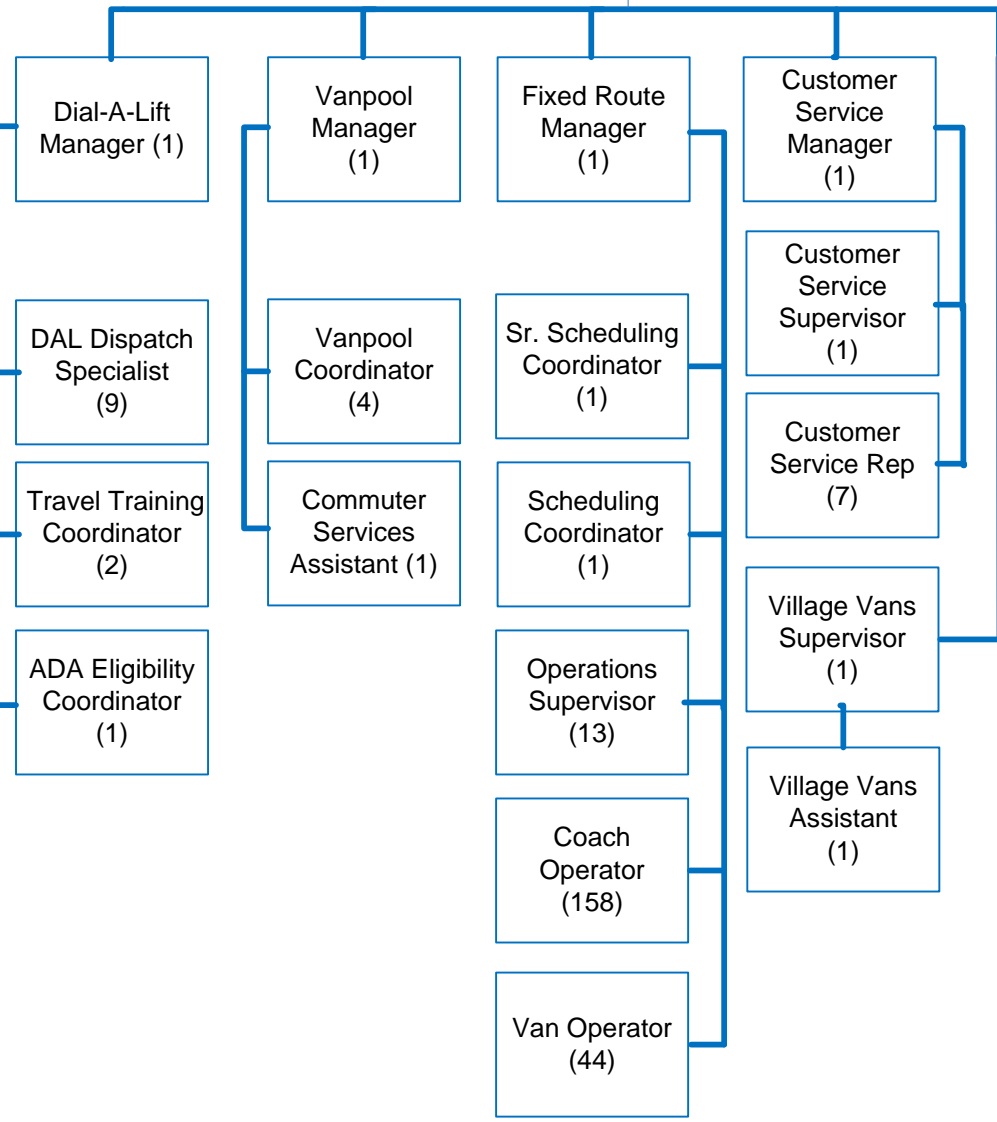 Dial-A-Lift
Manager (1)
Vanpool
Manager
(1)
Fixed Route
Manager
(1)
Customer
Service
Manager
(1)
DAL Dispatch
Specialist
(9)
Vanpool
Coordinator
(4)
Sr. Scheduling
Coordinator
(1)
Customer
Service
Supervisor
(1)
Travel Training
Coordinator
(2)
Commuter
Services
Assistant (1)
Scheduling
Coordinator
(1)
Customer
Service Rep
(7)
ADA Eligibility
Coordinator
(1)
Operations
Supervisor
(13)
Village Vans
Supervisor
(1)
Coach
Operator
(158)
Village Vans
Assistant
(1)
Van Operator
(44)